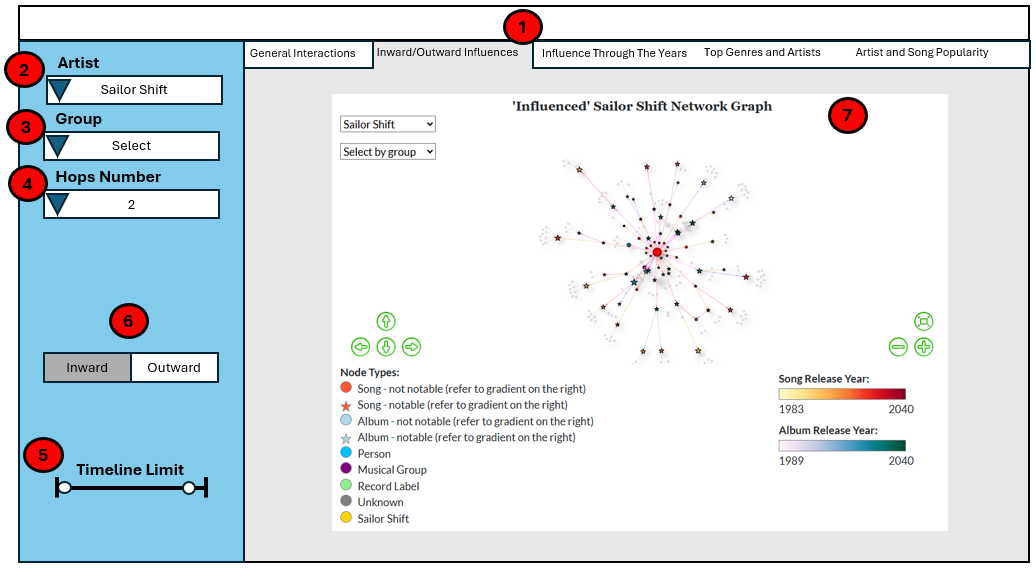 1
General Interactions
Inward/Outward Influences
Influence Through The Years
Top Genres and Artists
Artist and Song Popularity
2
Artist
Sailor Shift
3
Group
Select
4
Hops Number
2
6
Inward
Outward
5
Timeline Limit
'Influenced' Sailor Shift Network Graph
7
Sailor Shift
Select by group
Node Types:
Song - not notable (refer to gradient on the right)
Song - notable (refer to gradient on the right)
Album - not notable (refer to gradient on the right)
Album - notable (refer to gradient on the right)
Person
Musical Group
Record Label
Unknown
Sailor Shift
Song Release Year:
1983 2040
Album Release Year:
1989 2040